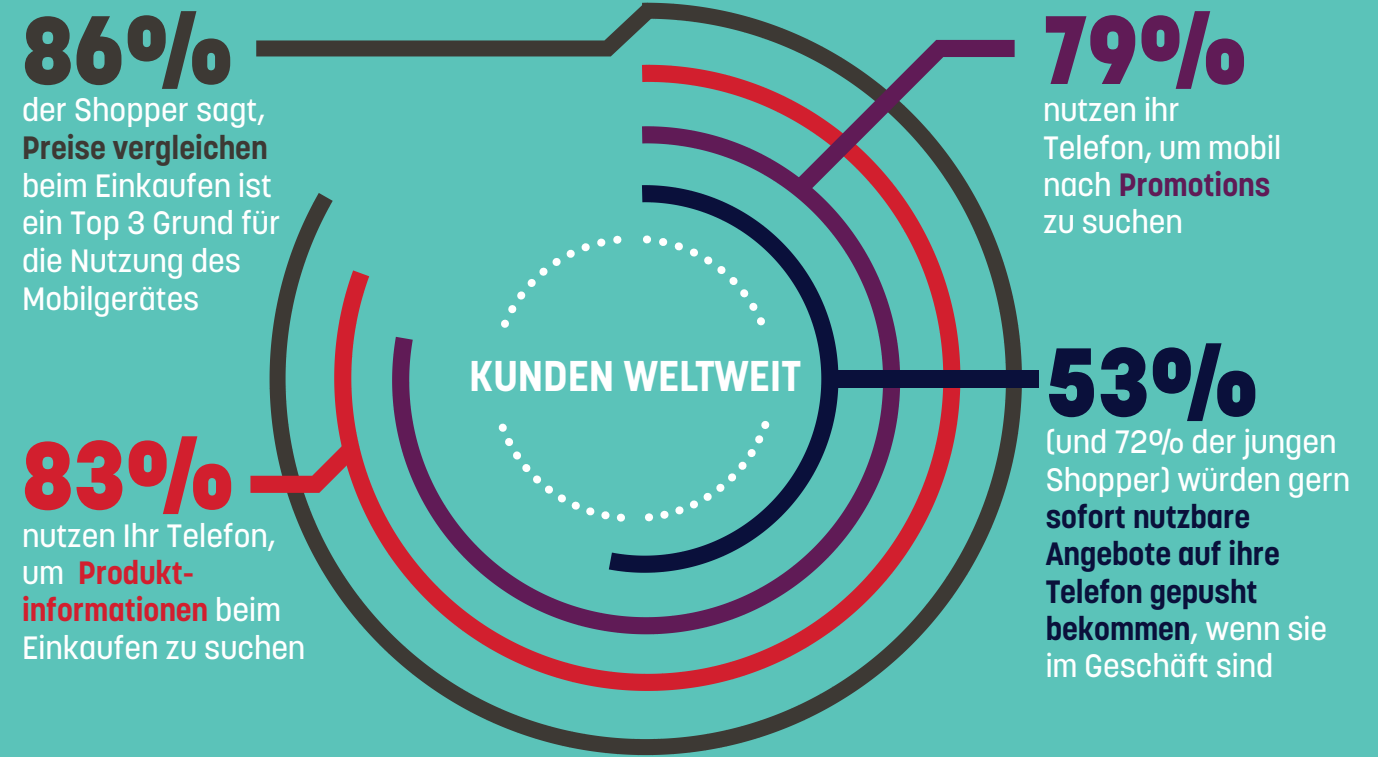 86%
der Shopper sagt,
Preise vergleichen
beim Einkaufen ist
ein Top 3 Grund für
die Nutzung des
Mobilgerätes
79%
nutzen ihr
Telefon, um mobil
nach Promotions
zu suchen
KUNDEN WELTWEIT
83%
nutzen Ihr Telefon,
um Produkt-
informationen beim
Einkaufen zu suchen
53%
(und 72% der jungen
Shopper) würden gern
sofort nutzbare
Angebote auf ihre
Telefon gepusht
bekommen, wenn sie
im Geschäft sind